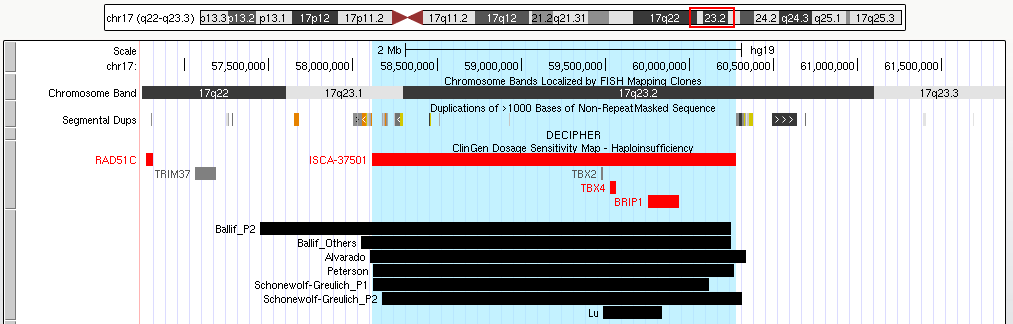 chr17 (q22-q23.3) p13.3 p13.2 p13.1 17p12 17p11.2 17q11.2 17q12 21.2 q21.31 17q22 23.2 24.2 q24.3 q25.1 17q25.3
Scale 2 Mb hg19
chr17: 57,500,000 58,000,000 58,500,000 59,000,000 59,500,000 60,000,000 60,500,000 61,000,000 61,500,000
Chromosome Bands Localized by FISH Mapping Clones
Chromosome Band 17q22 17q23.1 17q23.2 17q23.3
Duplications of >1000 Bases of Non-RepeatMasked Sequence
Segmental Dups
DECIPHER
ClinGen Dosage Sensitivity Map - Haploinsufficiency
RAD51C ISCA-37501
TRIM37 TBX2
TBX4
BRIP1
Ballif_P2
Ballif_Others
Alvarado
Peterson
Schonewolf-Greulich_P1
Schonewolf-Greulich_P2
Lu